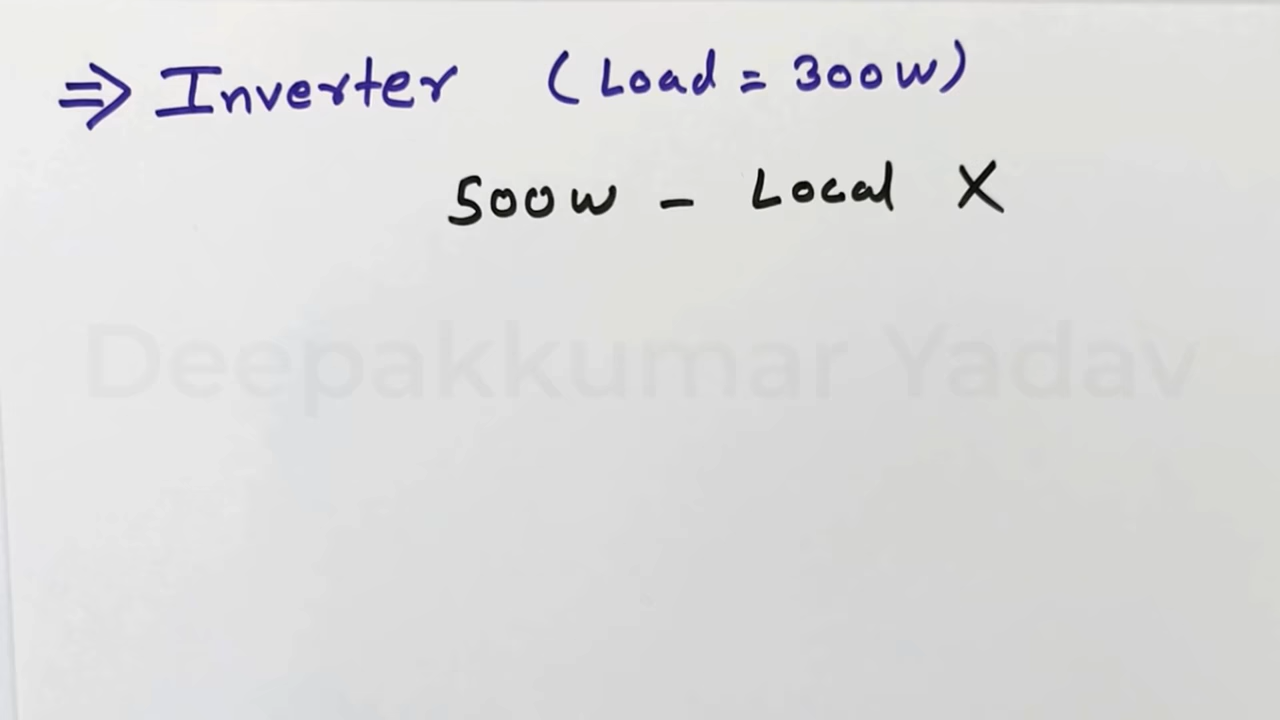 ⇒ Inverter (Load = 300W)
500W - Local X
Deepakkumar Yadav